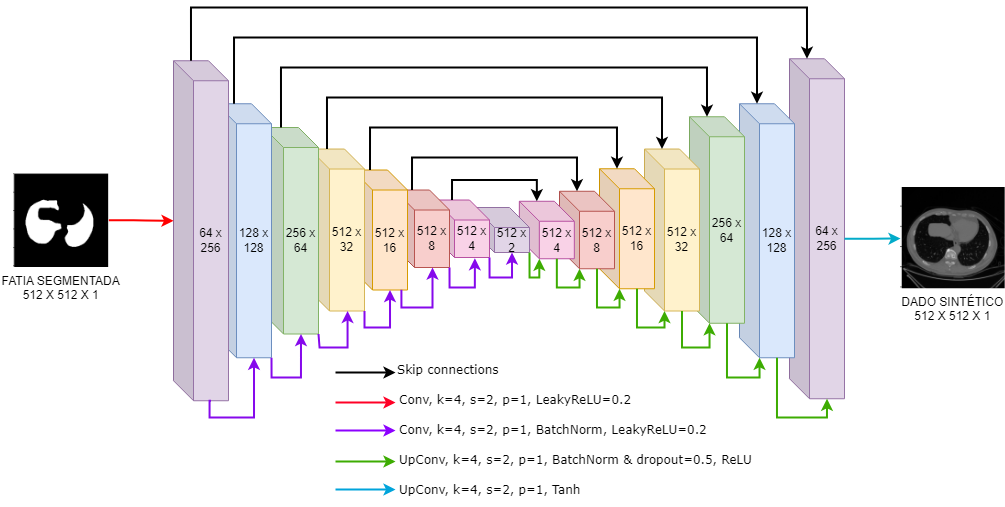 FATIA SEGMENTADA
512 X 512 X 1
64 x
256
128 x
128
256 x
64
512 x
32
512 x
16
512 x
8
512 x
4
512 x
2
512 x
4
512 x
8
512 x
16
512 x
32
256 x
64
128 x
128
64 x
256
DADO SINTÉTICO
512 X 512 X 1
Skip connections
Conv, k=4, s=2, p=1, LeakyReLU=0.2
Conv, k=4, s=2, p=1, BatchNorm, LeakyReLU=0.2
UpConv, k=4, s=2, p=1, BatchNorm & dropout=0.5, ReLU
UpConv, k=4, s=2, p=1, Tanh